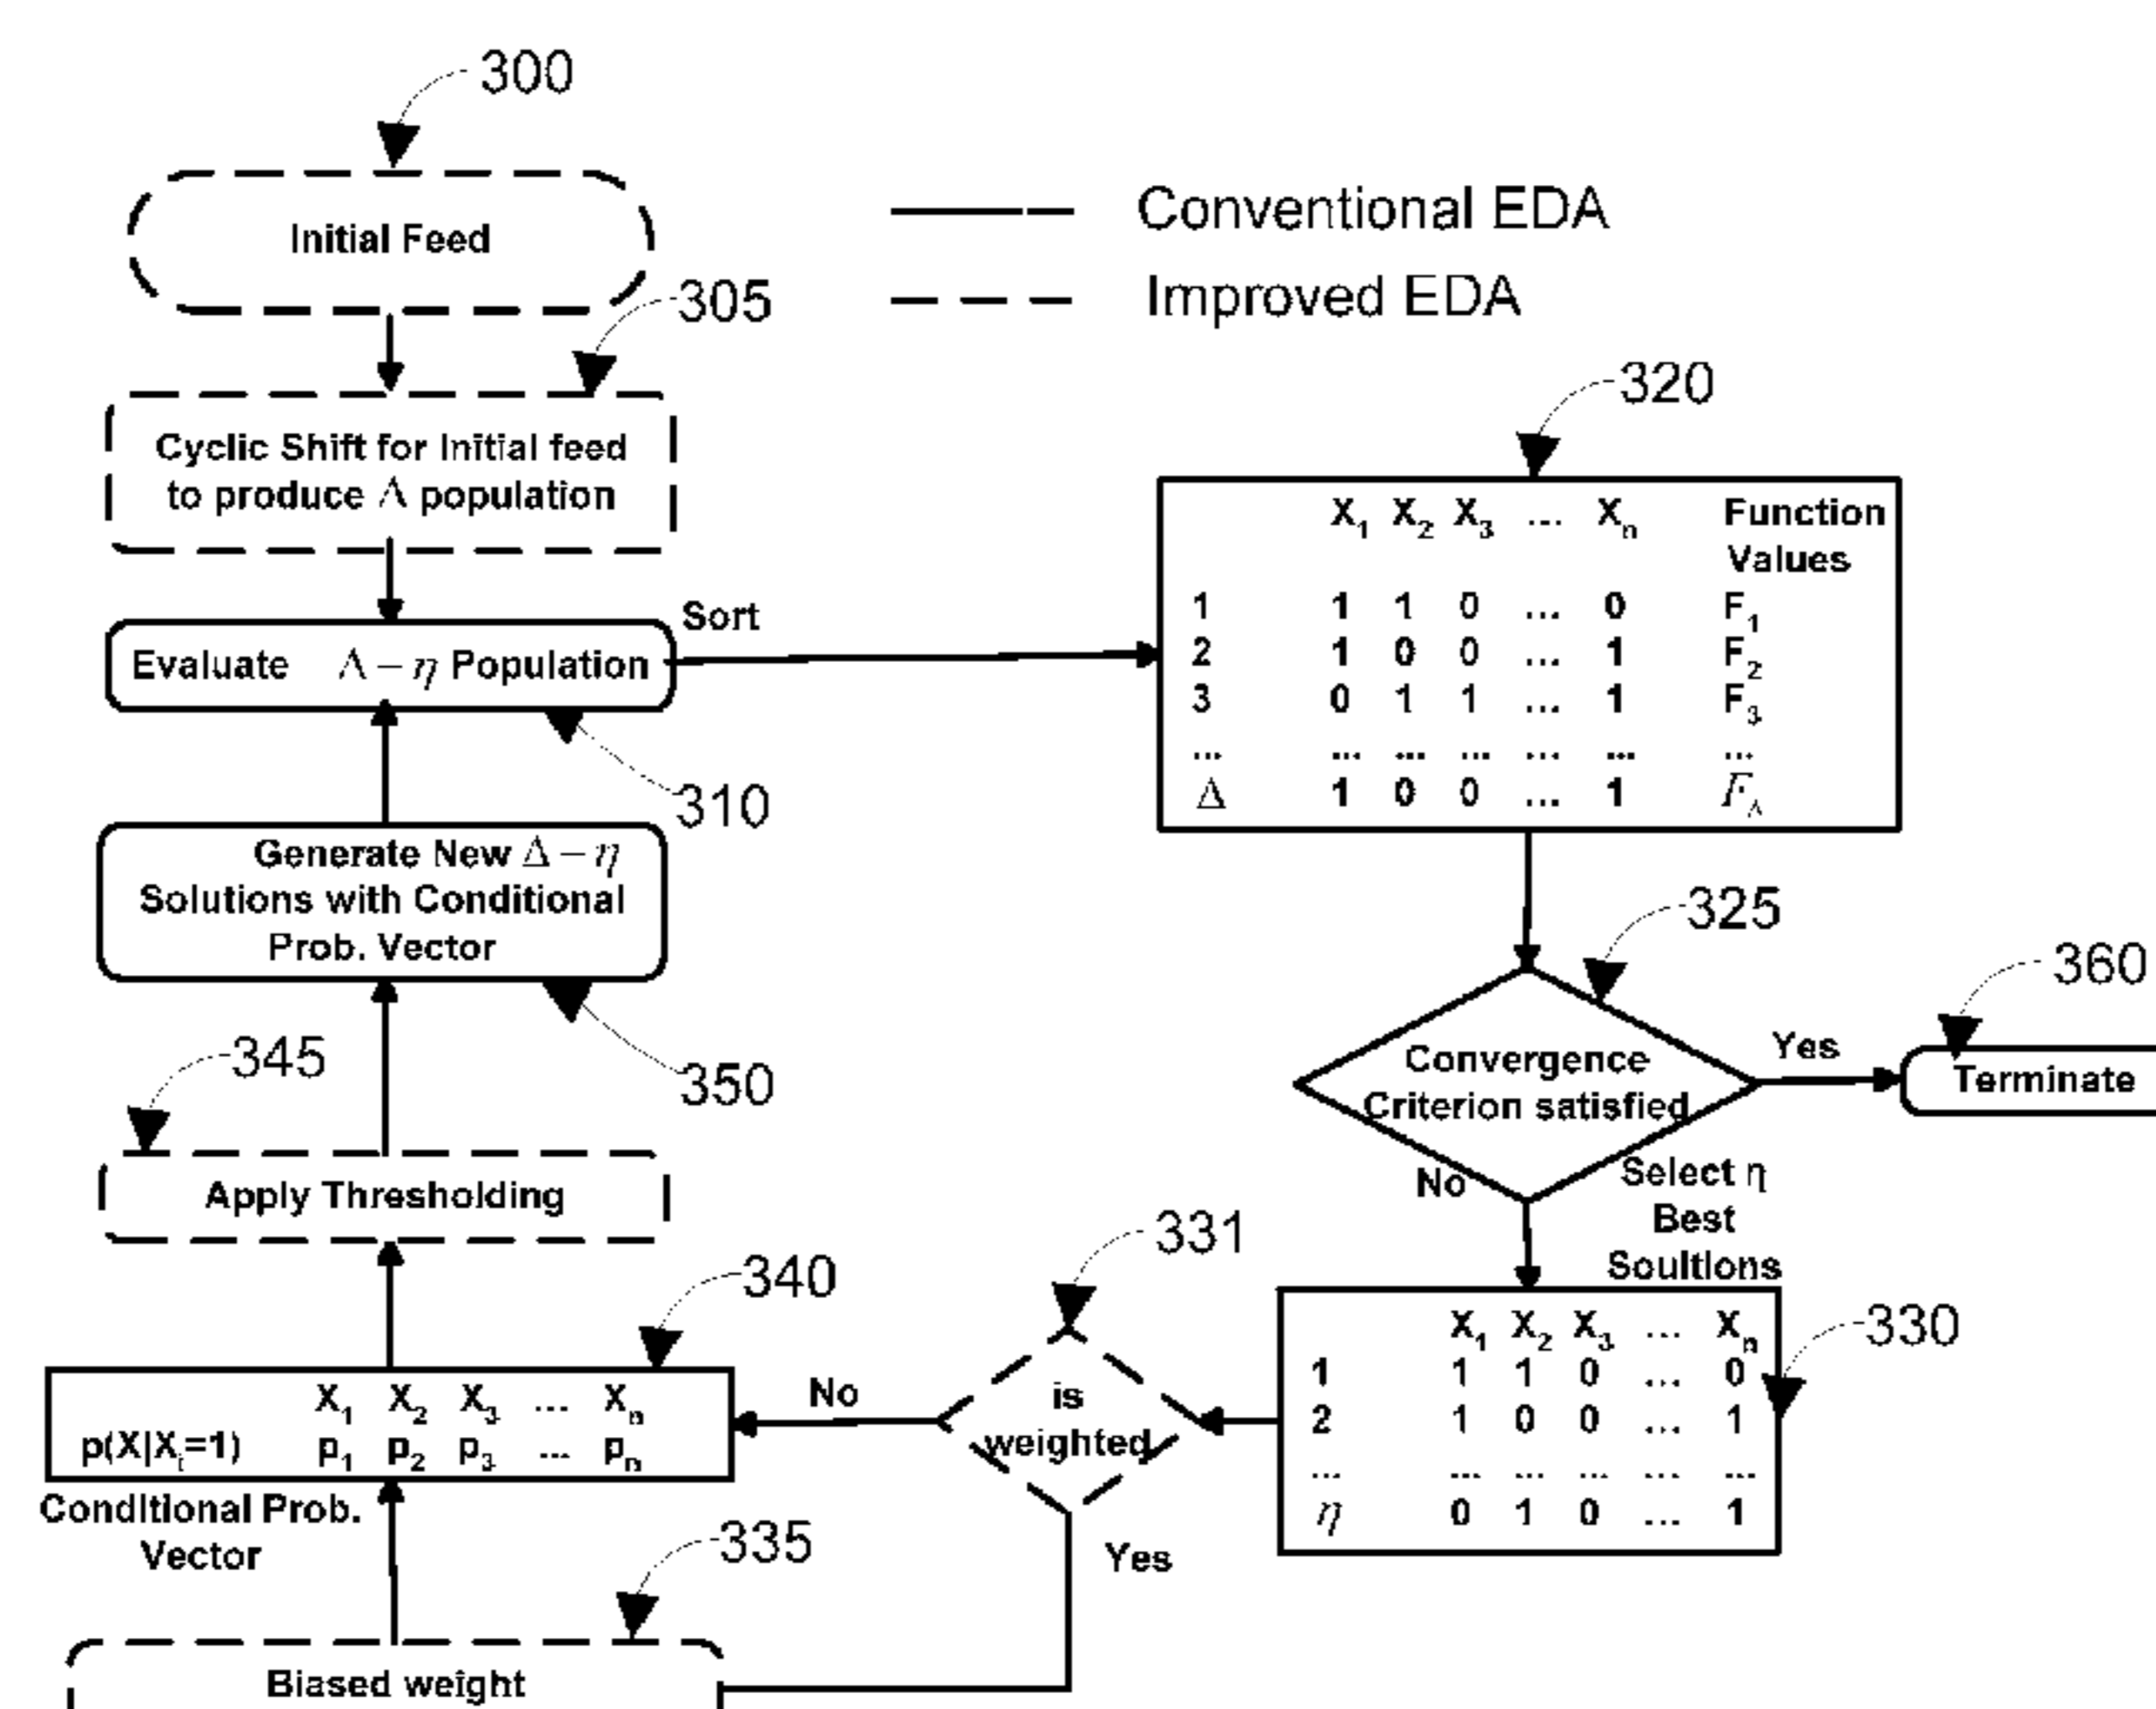 300
Initial Feed
Conventional EDA
Improved EDA
305
Cyclic Shift for Initial feed
to produce Λ population
Sort
Evaluate Λ – η Population
310
320
X1 X2 X3 ... Xn Function
Values
1 1 1 0 ... 0 F1
2 1 0 0 ... 1 F2
3 0 1 1 ... 1 F3
... ... ... ... ... ... ...
Δ 1 0 0 ... 1 FΔ
Generate New Δ – η
Solutions with Conditional
Prob. Vector
350
325
Convergence
Criterion satisfied
Yes
360
Terminate
No
Select η
Best
Soultions
345
Apply Thresholding
330
X1 X2 X3 ... Xn
1 1 1 0 ... 0
2 1 0 0 ... 1
... ... ... ... ... ...
η 0 1 0 ... 1
331
is
weighted
No
Yes
340
X1 X2 X3 ... Xn
p(X|Xi=1) p1 p2 p3 ... pn
Conditional Prob.
Vector
335
Biased weight